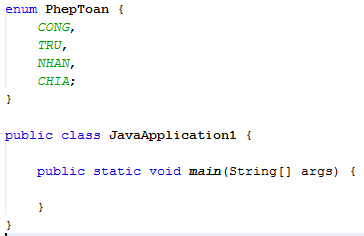 enum PhepToan {
CONG,
TRU,
NHAN,
CHIA;
}
public class JavaApplication1 {
public static void main(String[] args) {
}
}